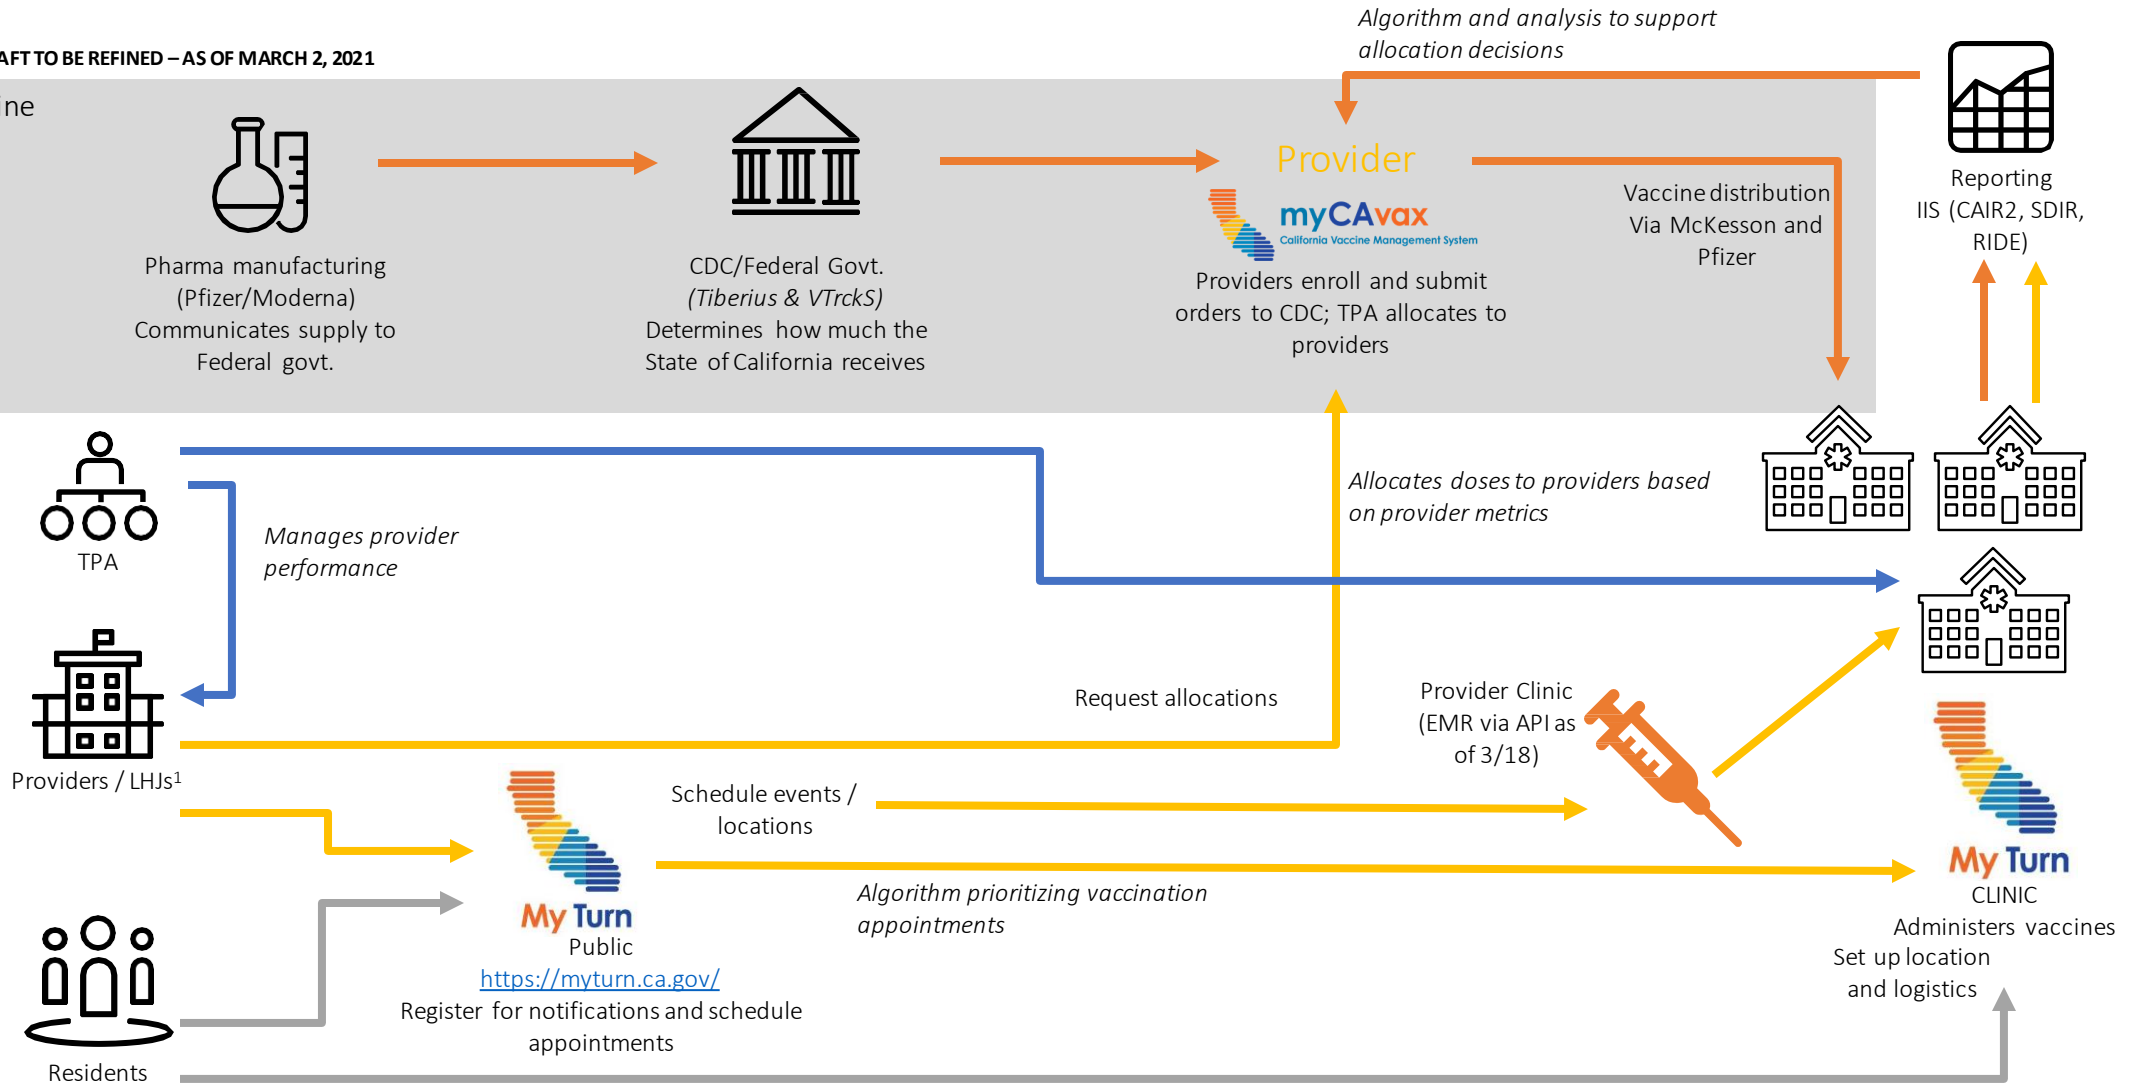 Algorithm and analysis to support
allocation decisions
AFT TO BE REFINED – AS OF MARCH 2, 2021
ine
Pharma manufacturing
(Pfizer/Moderna)
Communicates supply to
Federal govt.
CDC/Federal Govt.
(Tiberius & VTrckS)
Determines how much the
State of California receives
Provider
myCAvax
California Vaccine Management System
Providers enroll and submit
orders to CDC; TPA allocates to
providers
Vaccine distribution
Via McKesson and
Pfizer
Reporting
IIS (CAIR2, SDIR,
RIDE)
TPA
Manages provider
performance
Allocates doses to providers based
on provider metrics
Providers / LHJs¹
Request allocations
Provider Clinic
(EMR via API as
of 3/18)
Schedule events /
locations
Algorithm prioritizing vaccination
appointments
My Turn
Public
https://myturn.ca.gov/
Register for notifications and schedule
appointments
My Turn
CLINIC
Administers vaccines
Set up location
and logistics
Residents